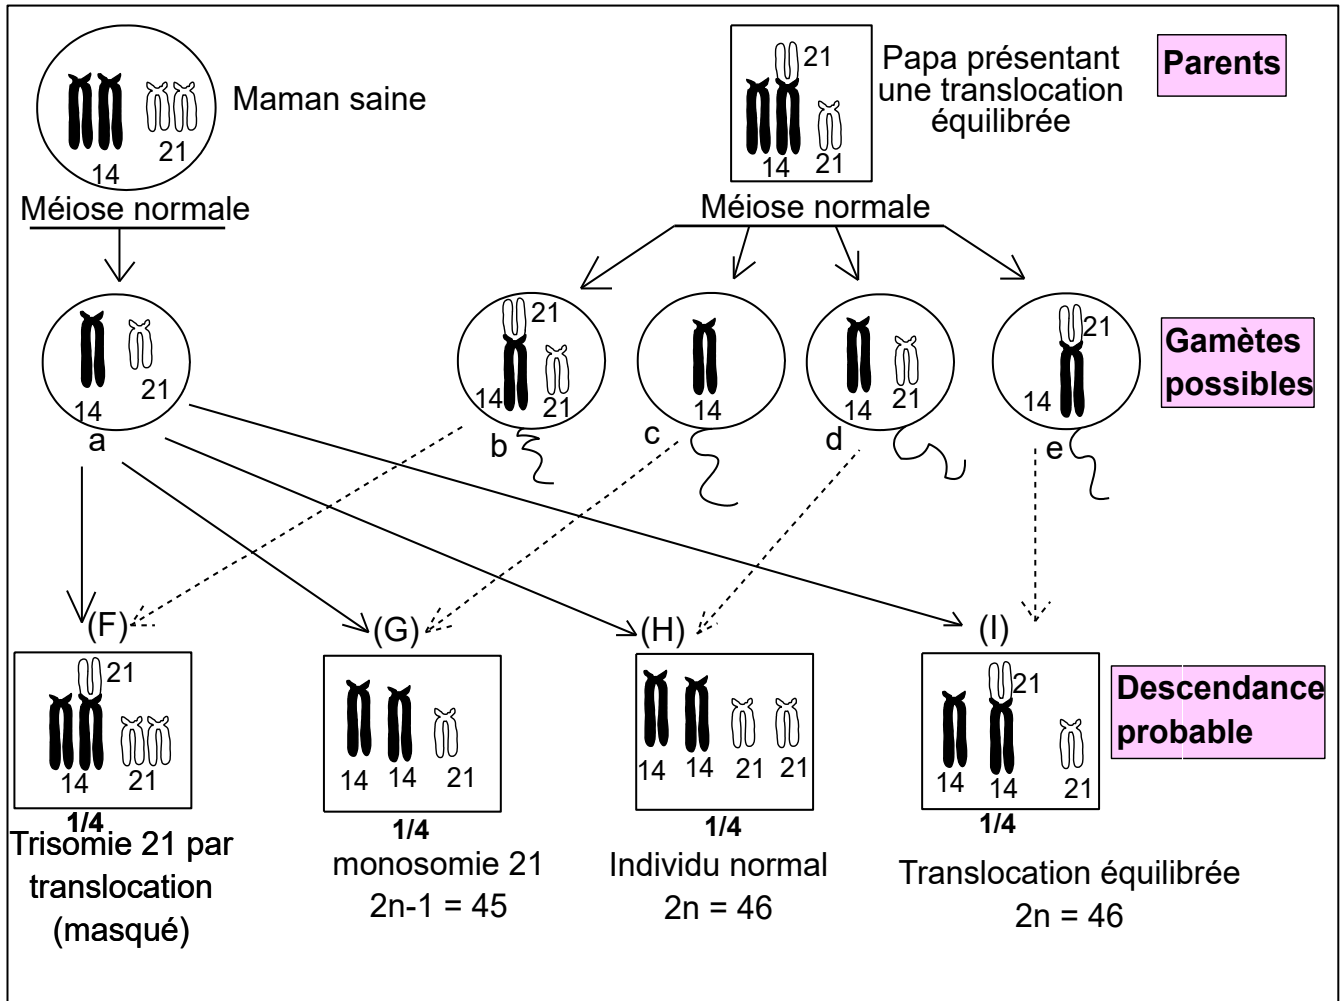 Maman saine
14
21
Méiose normale
21
14
21
Papa présentant
une translocation
équilibrée
Parents
Méiose normale
14
21
a
21
14
21
b
14
c
14
21
d
21
14
e
Gamètes
possibles
(F)
(G)
(H)
(I)
21
14
21
1/4
Trisomie 21 par
translocation
(masqué)
14
14
21
1/4
monosomie 21
2n-1 = 45
14
14
21
21
1/4
Individu normal
2n = 46
21
14
14
21
1/4
Translocation équilibrée
2n = 46
Descendance
probable